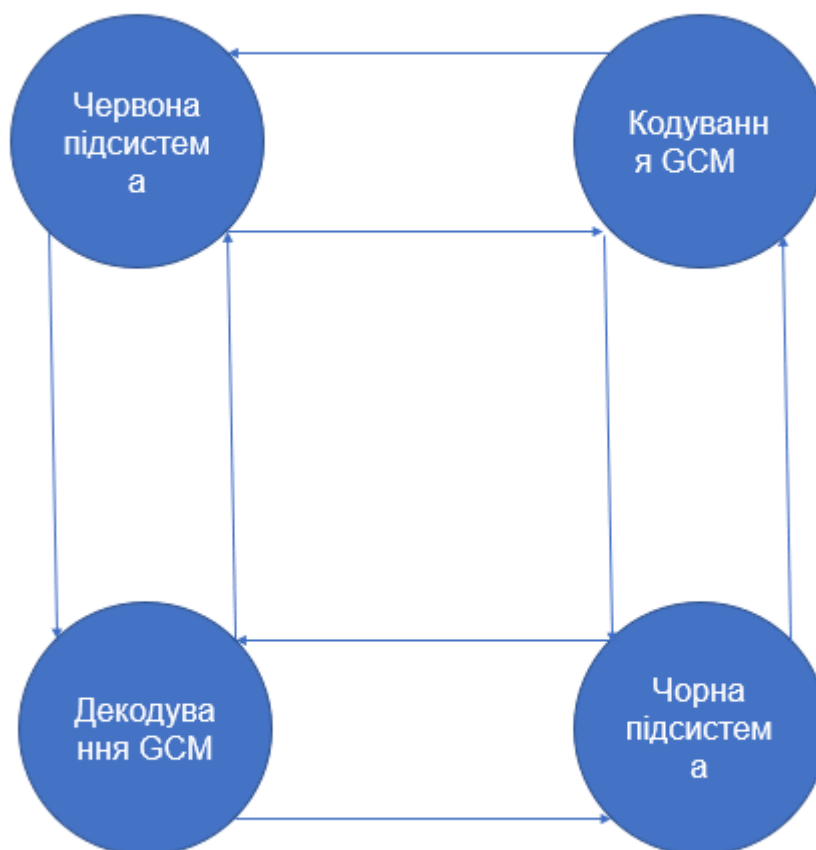 Червона
підсистем
а
Кодуванн
я GCM
Декодува
ння GCM
Чорна
підсистем
а